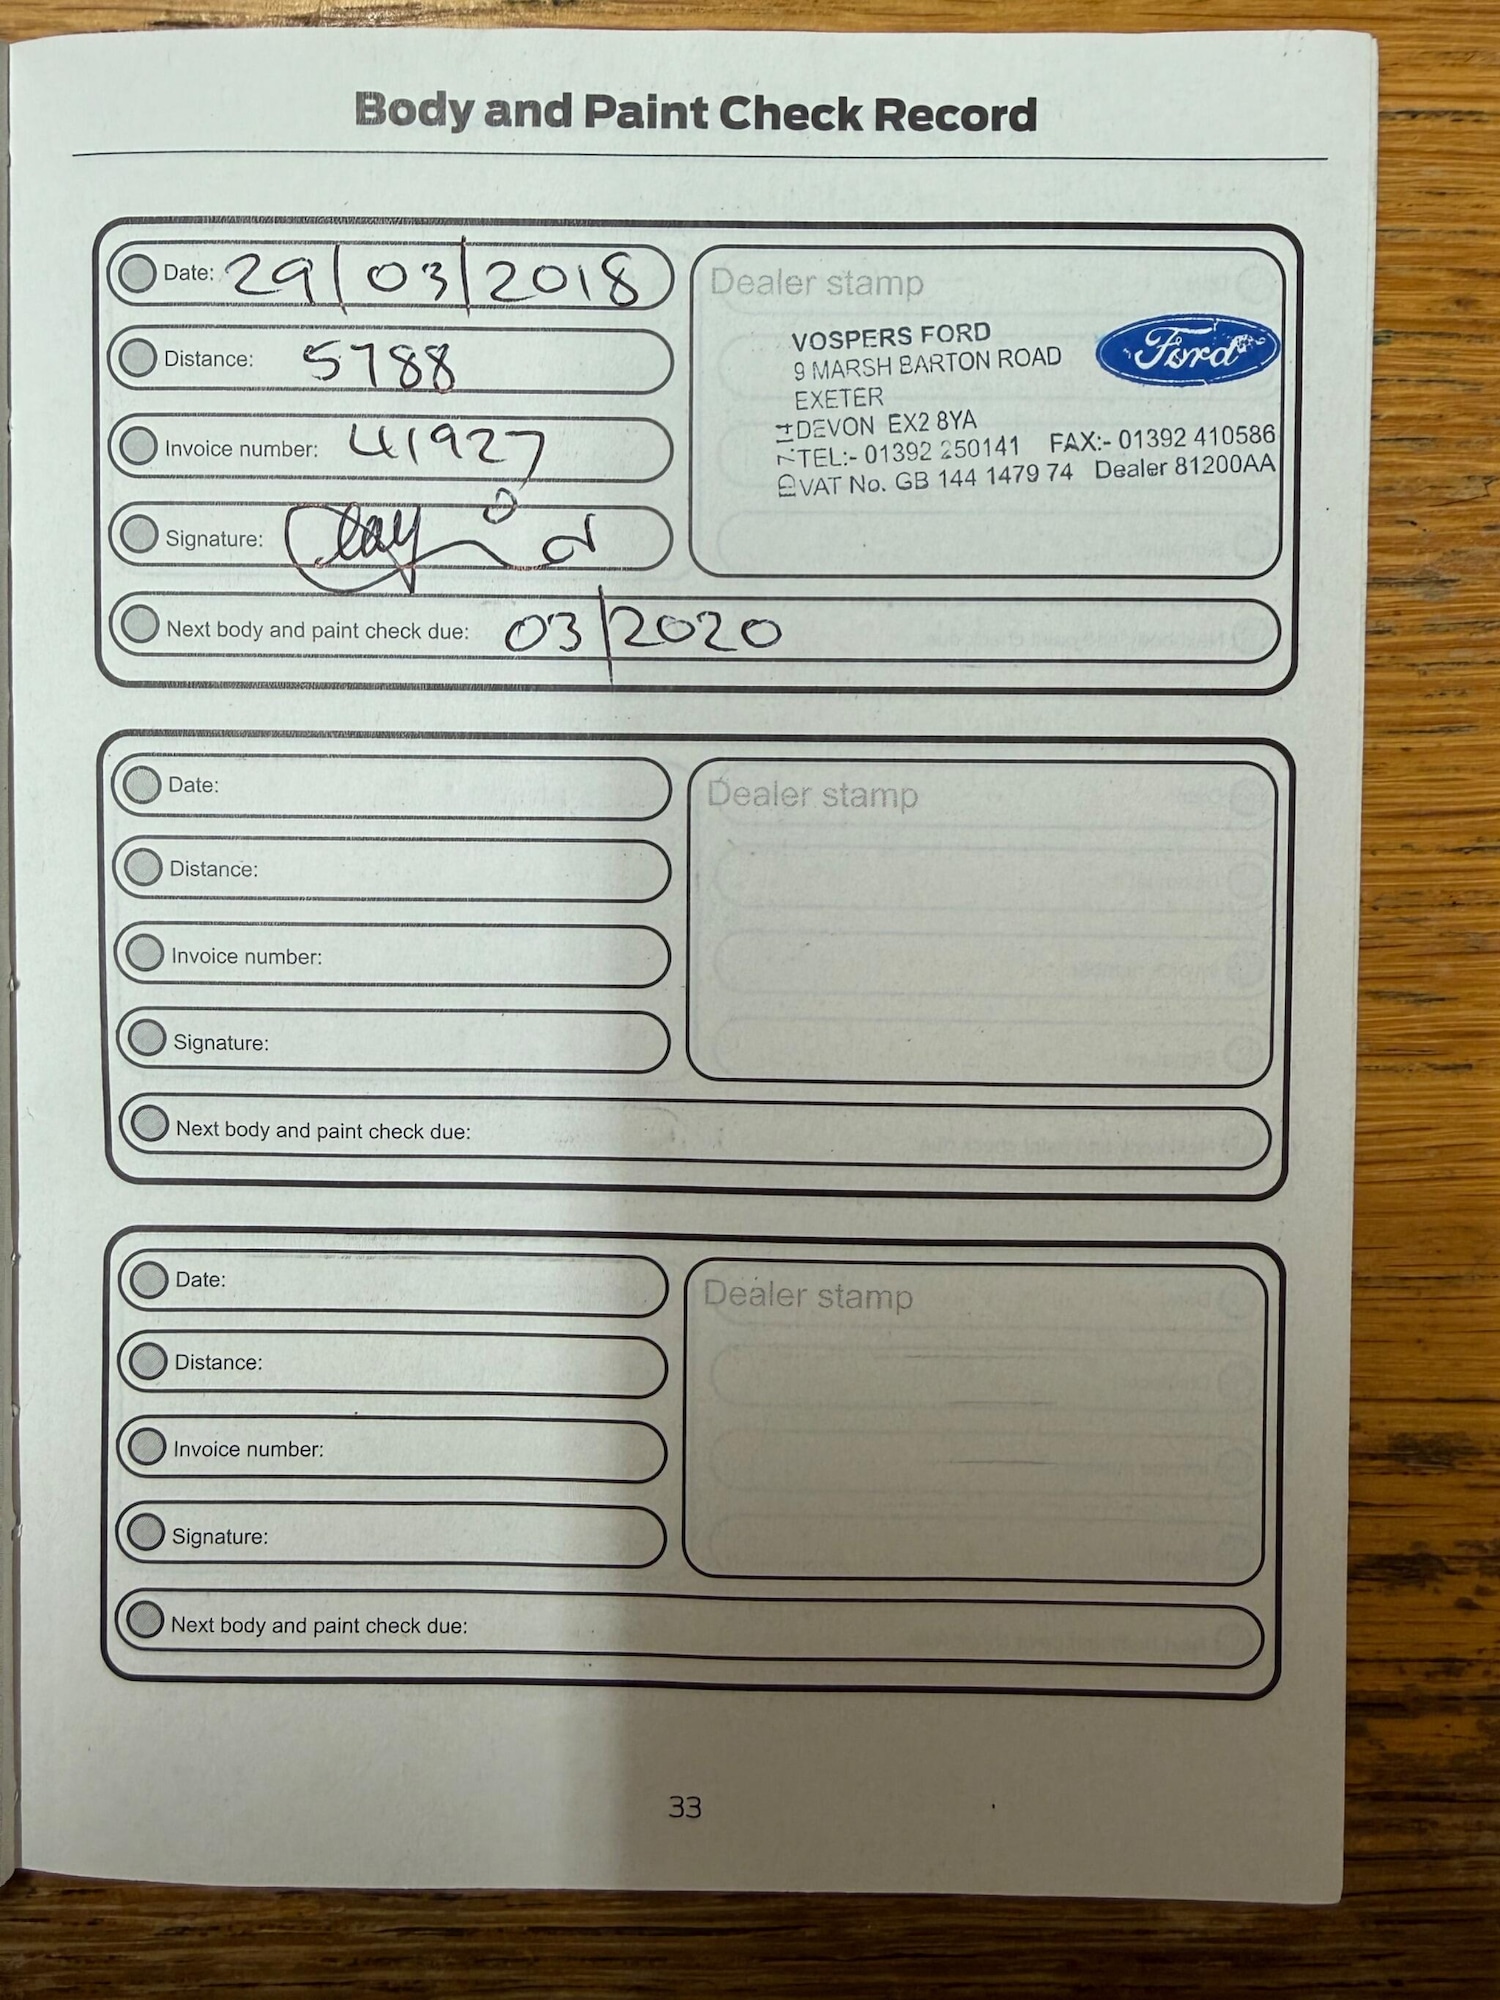 Body and Paint Check Record
Date: 29/03/2018
Distance: 5788
Invoice number: 41927
Signature:
Next body and paint check due: 03/2020
Dealer stamp
VOSPERS FORD
9 MARSH BARTON ROAD
EXETER
DEVON EX2 8YA
TEL:- 01392 250141 FAX:- 01392 410586
VAT No. GB 144 1479 74 Dealer 81200AA
Ford
Date:
Distance:
Invoice number:
Signature:
Next body and paint check due:
Dealer stamp
Date:
Distance:
Invoice number:
Signature:
Next body and paint check due:
Dealer stamp
33